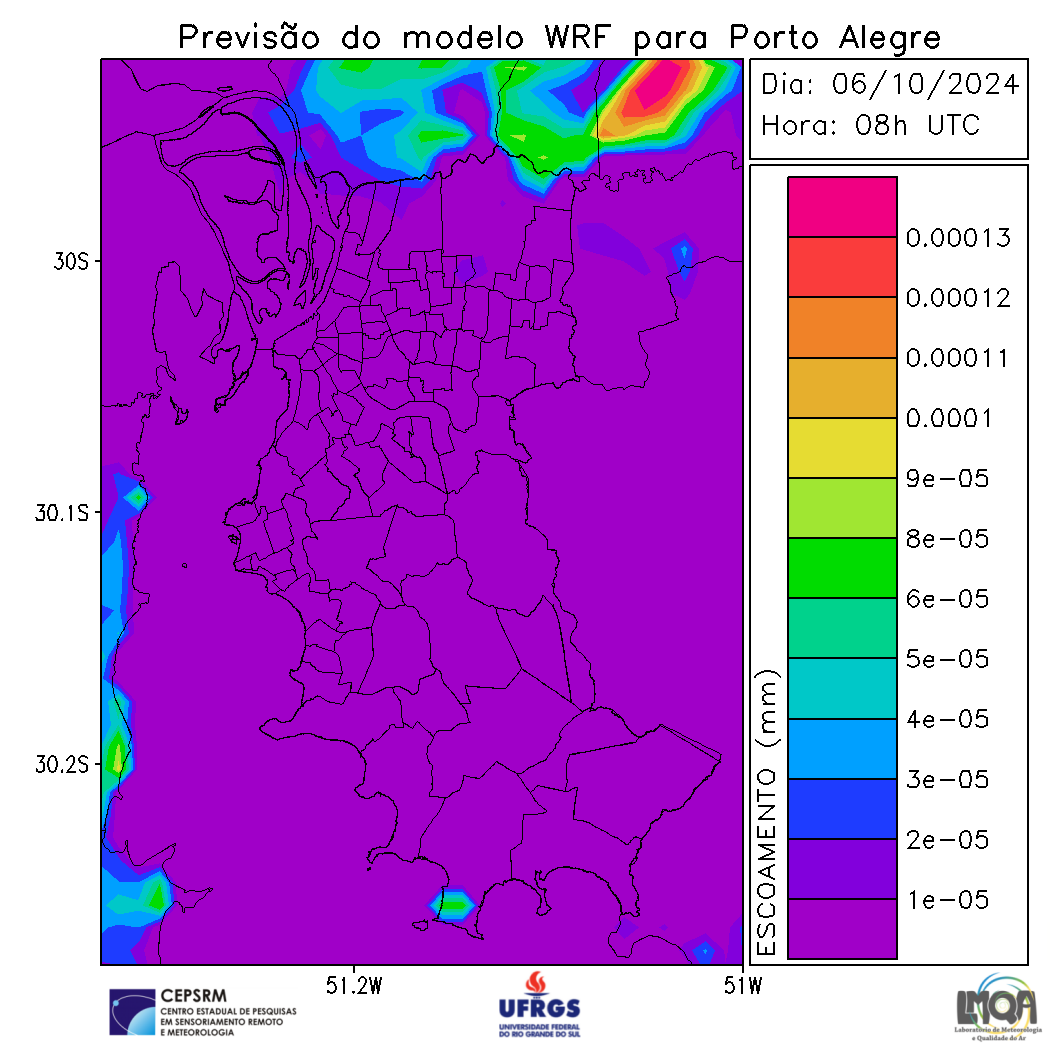 Previsão do modelo WRF para Porto Alegre
Dia: 06/10/2024
Hora: 08h UTC
0.00013
0.00012
0.00011
0.0001
9e-05
8e-05
6e-05
5e-05
4e-05
3e-05
2e-05
1e-05
ESCOAMENTO (mm)
30S
30.1S
30.2S
51.2W
51W
CEPSRM
CENTRO ESTADUAL DE PESQUISAS
EM SENSORIAMENTO REMOTO
E METEOROLOGIA
UFRGS
UNIVERSIDADE FEDERAL
DO RIO GRANDE DO SUL
LMQA
Laboratório de Meteorologia
e Qualidade do Ar